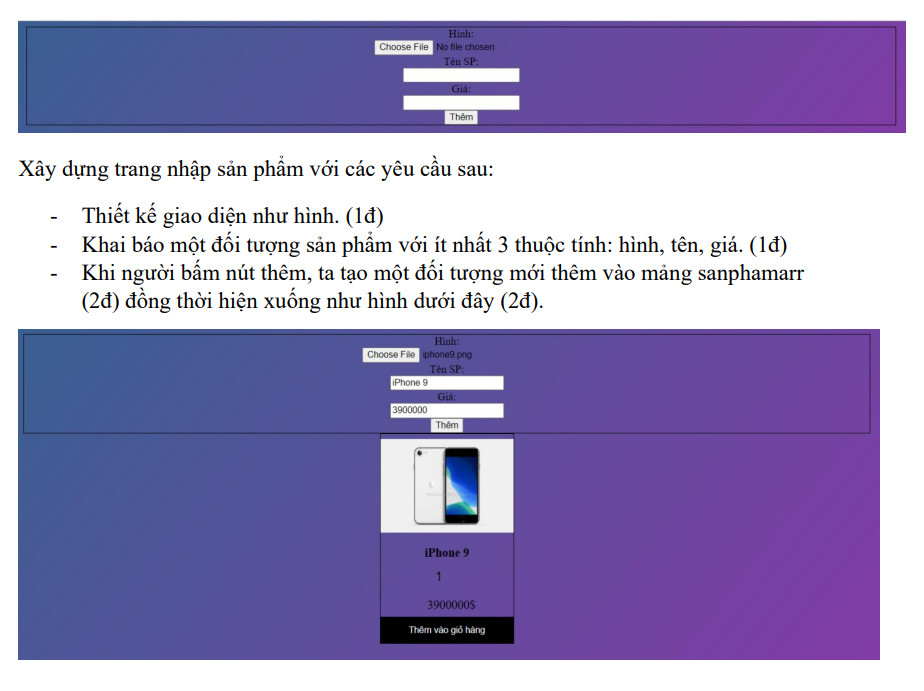 Hình:
Choose File No file chosen
Tên SP:
Giá:
Thêm
Xây dựng trang nhập sản phẩm với các yêu cầu sau:
- Thiết kế giao diện như hình. (1đ)
- Khai báo một đối tượng sản phẩm với ít nhất 3 thuộc tính: hình, tên, giá. (1đ)
- Khi người bấm nút thêm, ta tạo một đối tượng mới thêm vào mảng sanphamarr
(2đ) đồng thời hiện xuống như hình dưới đây (2đ).
Hình:
Choose File iphone9.png
Tên SP:
iPhone 9
Giá:
3900000
Thêm
iPhone 9
1
3900000$
Thêm vào giỏ hàng